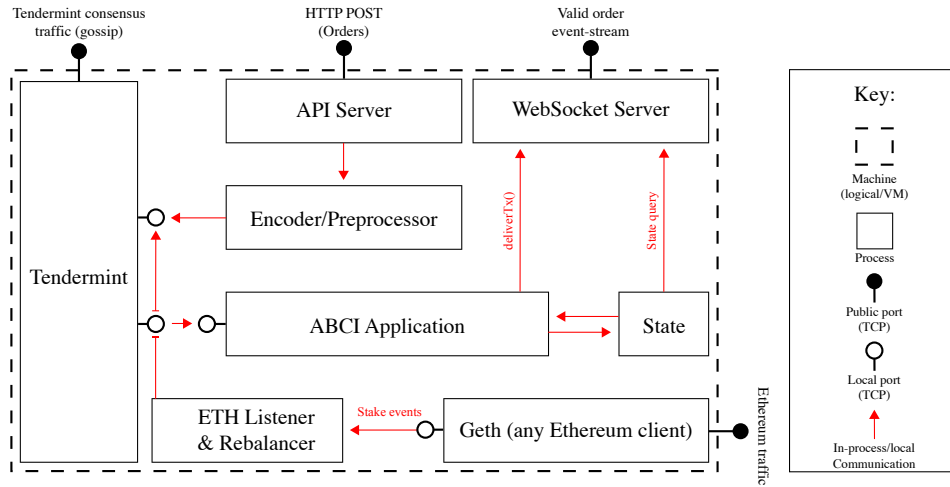 Tendermint consensus
traffic (gossip)
HTTP POST
(Orders)
Valid order
event-stream
API Server
WebSocket Server
Key:
Machine
(logical/VM)
Encoder/Preprocessor
deliverTx()
State query
Process
Tendermint
Public port
(TCP)
ABCI Application
State
Local port
(TCP)
ETH Listener
& Rebalancer
Stake events
Geth (any Ethereum client)
Ethereum traffic
In-process/local
Communication